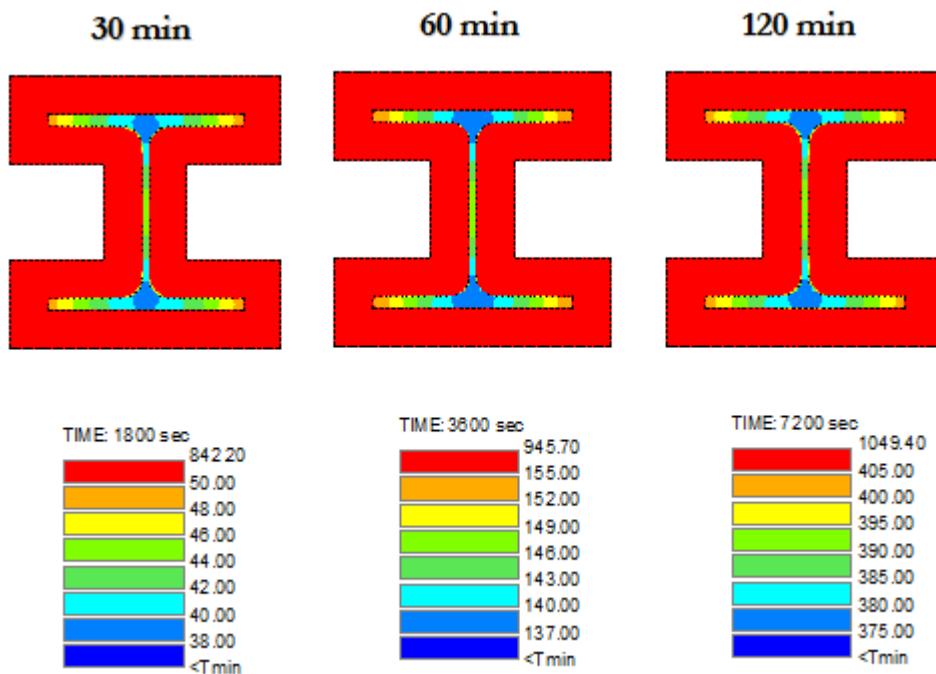 30 min
60 min
120 min
TIME: 1800 sec
842.20
50.00
48.00
46.00
44.00
42.00
40.00
38.00
<Tmin
TIME: 3600 sec
945.70
155.00
152.00
149.00
146.00
143.00
140.00
137.00
<Tmin
TIME: 7200 sec
1049.40
405.00
400.00
395.00
390.00
385.00
380.00
375.00
<Tmin